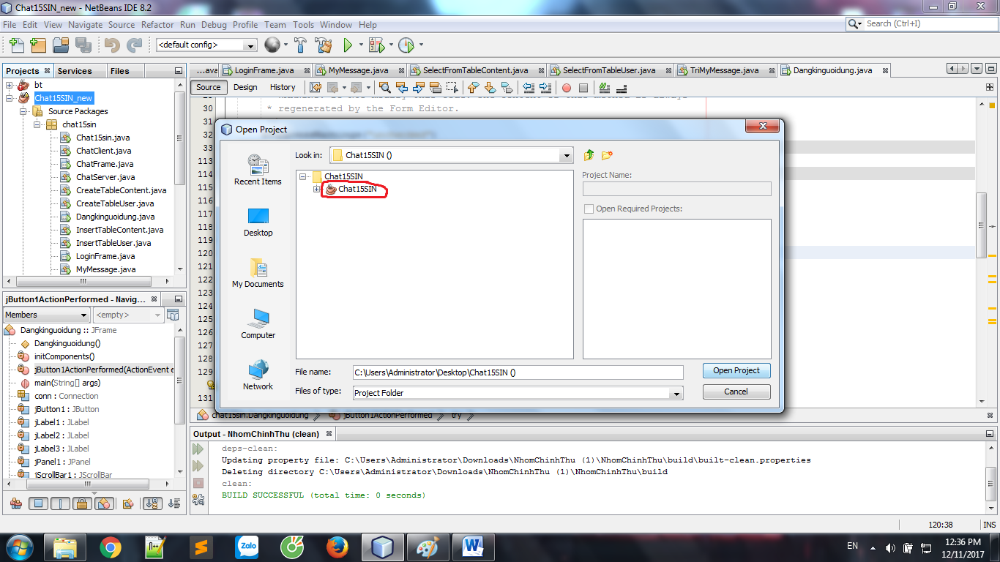 Chat15SIN_new - NetBeans IDE 8.2
File Edit View Navigate Source Refactor Run Debug Profile Team Tools Window Help
Search (Ctrl+I)
<default config>
Projects Services Files
...ava LoginFrame.java MyMessage.java SelectFromTableContent.java SelectFromTableUser.java TriMyMessage.java Dangkinguoidung.java
Source Design History
bt
Chat15SIN_new
Source Packages
chat15sin
Chat15sin.java
ChatClient.java
ChatFrame.java
ChatServer.java
CreateTableContent.java
CreateTableUser.java
Dangkinguoidung.java
InsertTableContent.java
InsertTableUser.java
LoginFrame.java
MyMessage.java
30 * regenerated by the Form Editor.
31
32
33
113
114
115
116
117
118
119
120
121
122
123
124
125
126
127
128
129
131
Open Project
Look in: Chat15SIN ()
Recent Items
Desktop
My Documents
Computer
Network
Chat15SIN
Chat15SIN
Project Name:
Open Required Projects:
File name: C:\Users\Administrator\Desktop\Chat15SIN ()
Files of type: Project Folder
Open Project
Cancel
jButton1ActionPerformed - Navig...
Members <empty>
Dangkinguoidung :: JFrame
Dangkinguoidung()
initComponents()
jButton1ActionPerformed(ActionEvent e
main(String[] args)
conn : Connection
jButton1 : JButton
jLabel1 : JLabel
jLabel2 : JLabel
jLabel3 : JLabel
jPanel1 : JPanel
jScrollBar1 : JScrollBar
chat15sin.Dangkinguoidung jButton1ActionPerformed try
Output - NhomChinhThu (clean)
deps-clean:
Updating property file: C:\Users\Administrator\Downloads\NhomChinhThu (1)\NhomChinhThu\build\built-clean.properties
Deleting directory C:\Users\Administrator\Downloads\NhomChinhThu (1)\NhomChinhThu\build
clean:
BUILD SUCCESSFUL (total time: 0 seconds)
120:38 INS
Zalo
EN
12:36 PM
12/11/2017